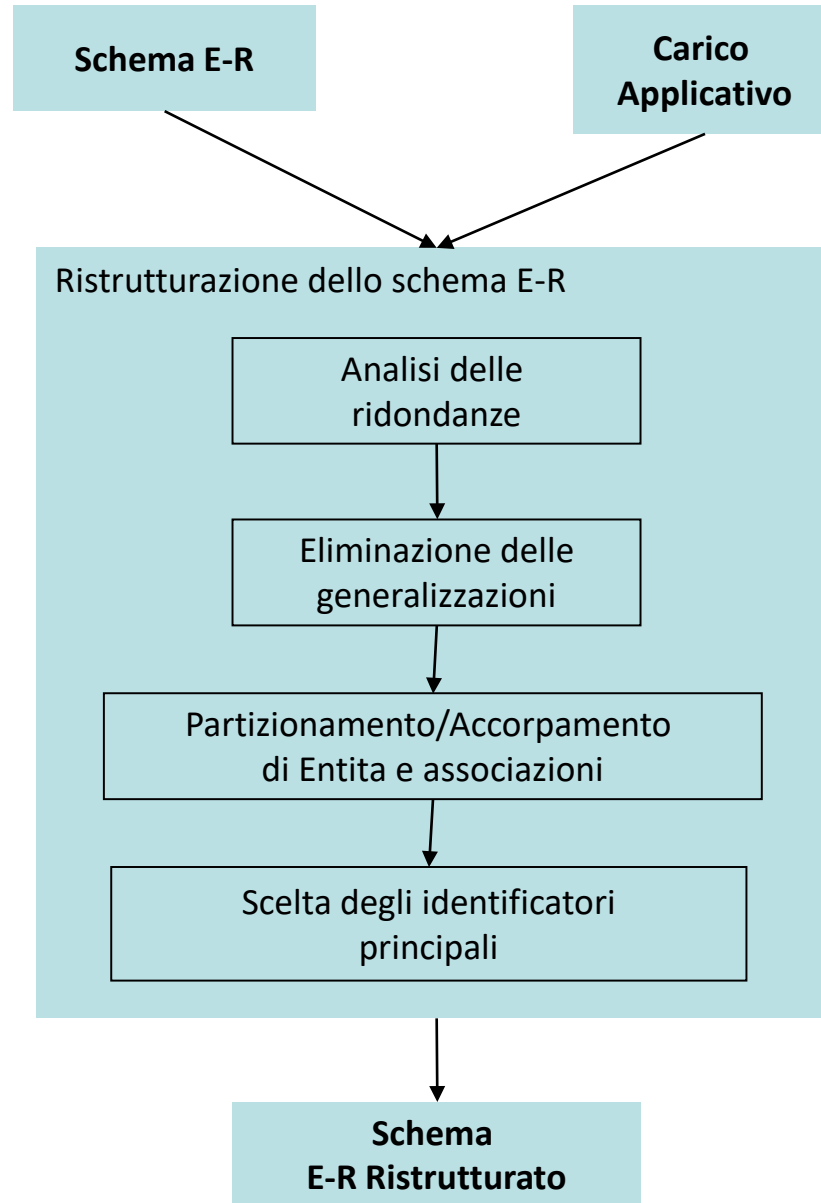 Schema E-R
Carico
Applicativo
Ristrutturazione dello schema E-R
Analisi delle
ridondanze
Eliminazione delle
generalizzazioni
Partizionamento/Accorpamento
di Entita e associazioni
Scelta degli identificatori
principali
Schema
E-R Ristrutturato